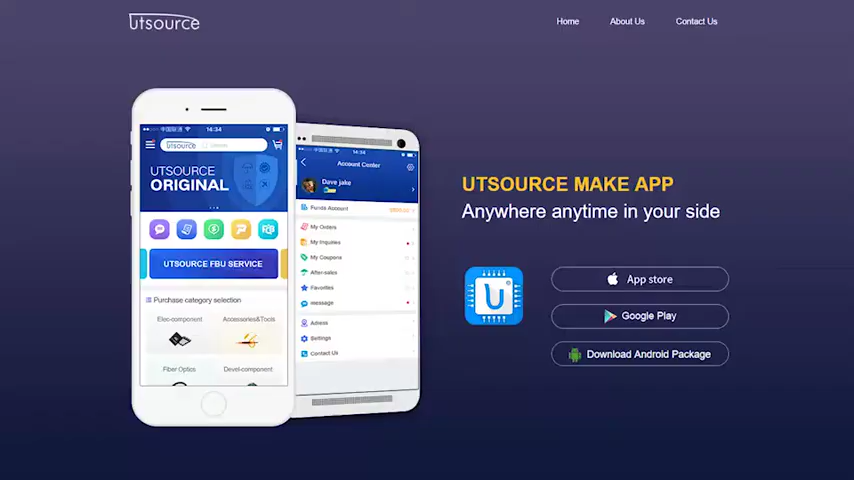 Utsource
Home
About Us
Contact Us
16:34
Utsource
UTSOURCE
ORIGINAL
UTSOURCE FBU SERVICE
Purchase category selection
Elec-component
Accessories&Tools
Fiber Optics
Devel-component
14:34
Account Center
Dave jake
Funds Account
My Orders
My Inquiries
My Coupons
After-sales
Favorities
message
Adress
Settings
Contact Us
UTSOURCE MAKE APP
Anywhere anytime in your side
U
App store
Google Play
Download Android Package